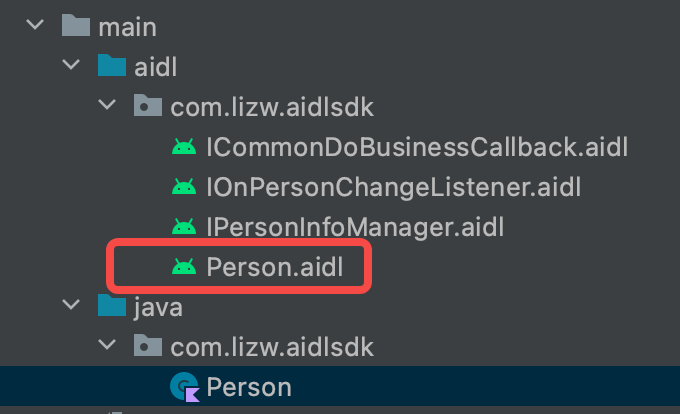 main
aidl
com.lizw.aidlsdk
ICommonDoBusinessCallback.aidl
IOnPersonChangeListener.aidl
IPersonInfoManager.aidl
Person.aidl
java
com.lizw.aidlsdk
Person